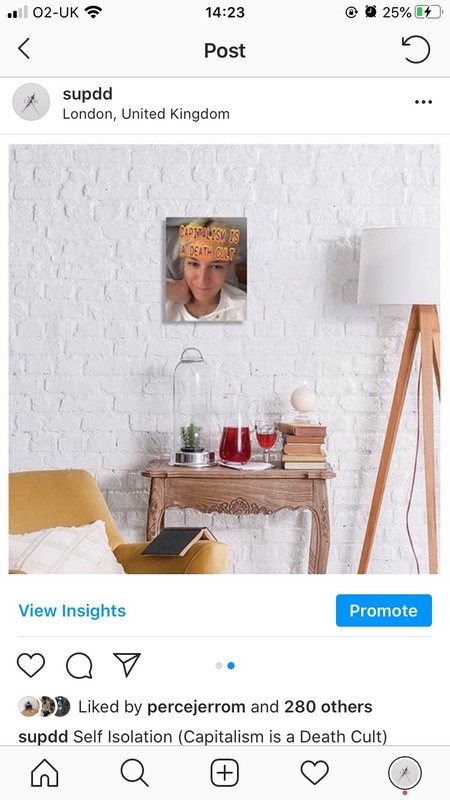 O2-UK
14:23
25%
Post
supdd
London, United Kingdom
CAPITALISM IS
A DEATH CULT
View Insights
Promote
Liked by percejerrom and 280 others
supdd Self Isolation (Capitalism is a Death Cult)